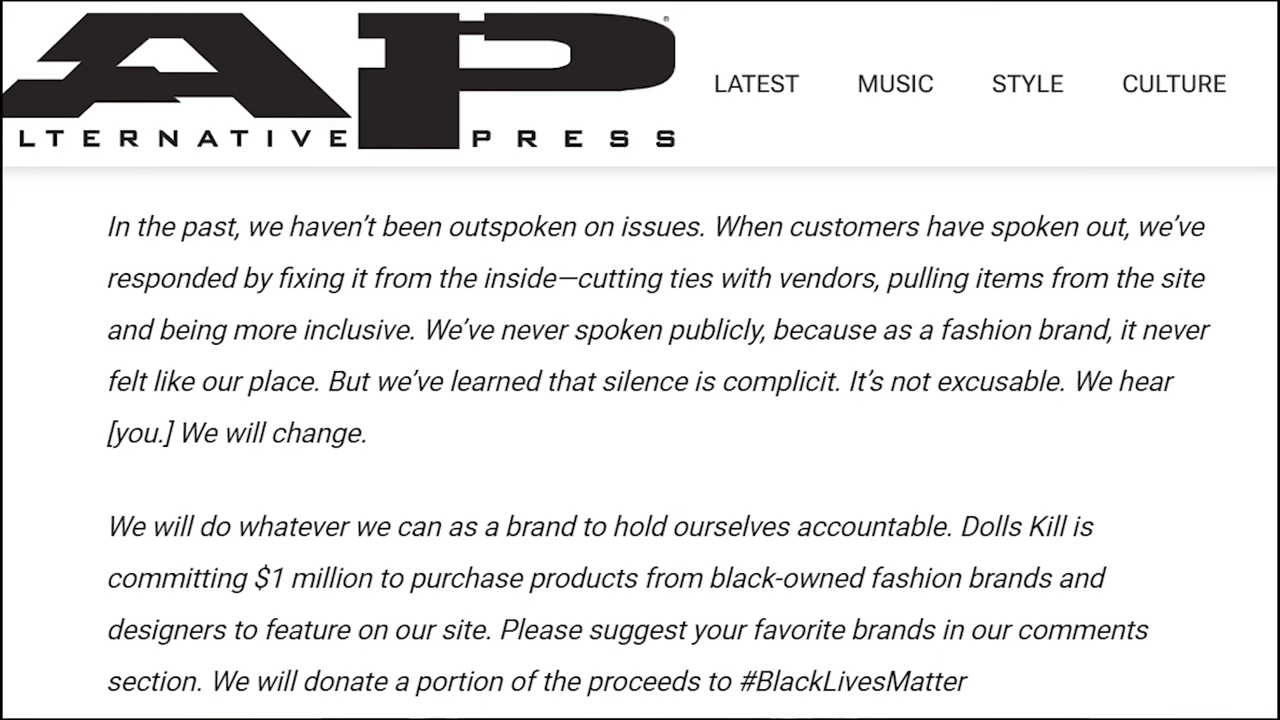 AP
LATEST MUSIC STYLE CULTURE
ALTERNATIVE PRESS
In the past, we haven’t been outspoken on issues. When customers have spoken out, we’ve
responded by fixing it from the inside—cutting ties with vendors, pulling items from the site
and being more inclusive. We’ve never spoken publicly, because as a fashion brand, it never
felt like our place. But we’ve learned that silence is complicit. It’s not excusable. We hear
[you.] We will change.
We will do whatever we can as a brand to hold ourselves accountable. Dolls Kill is
committing $1 million to purchase products from black-owned fashion brands and
designers to feature on our site. Please suggest your favorite brands in our comments
section. We will donate a portion of the proceeds to #BlackLivesMatter